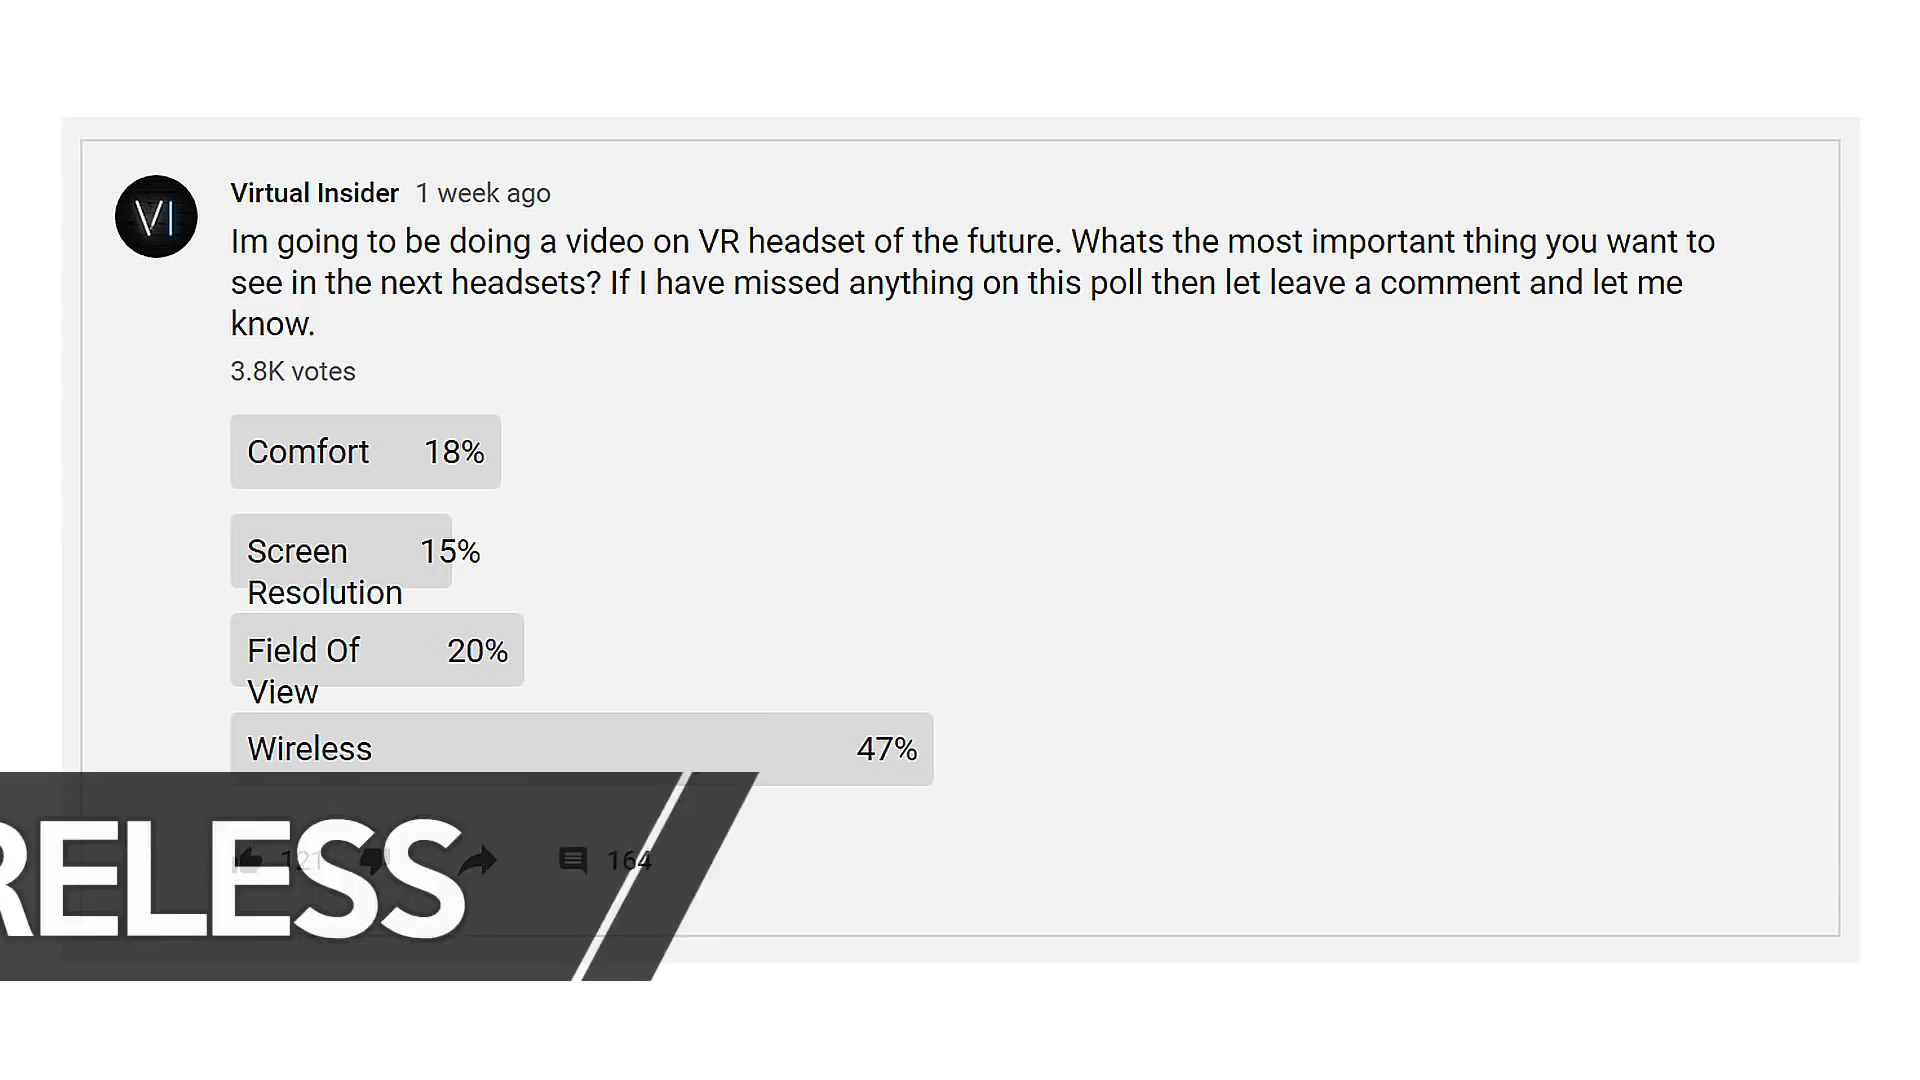 VI
Virtual Insider 1 week ago
Im going to be doing a video on VR headset of the future. Whats the most important thing you want to
see in the next headsets? If I have missed anything on this poll then let leave a comment and let me
know.
3.8K votes
Comfort 18%
Screen 15%
Resolution
Field Of 20%
View
Wireless 47%
RELESS
121 164